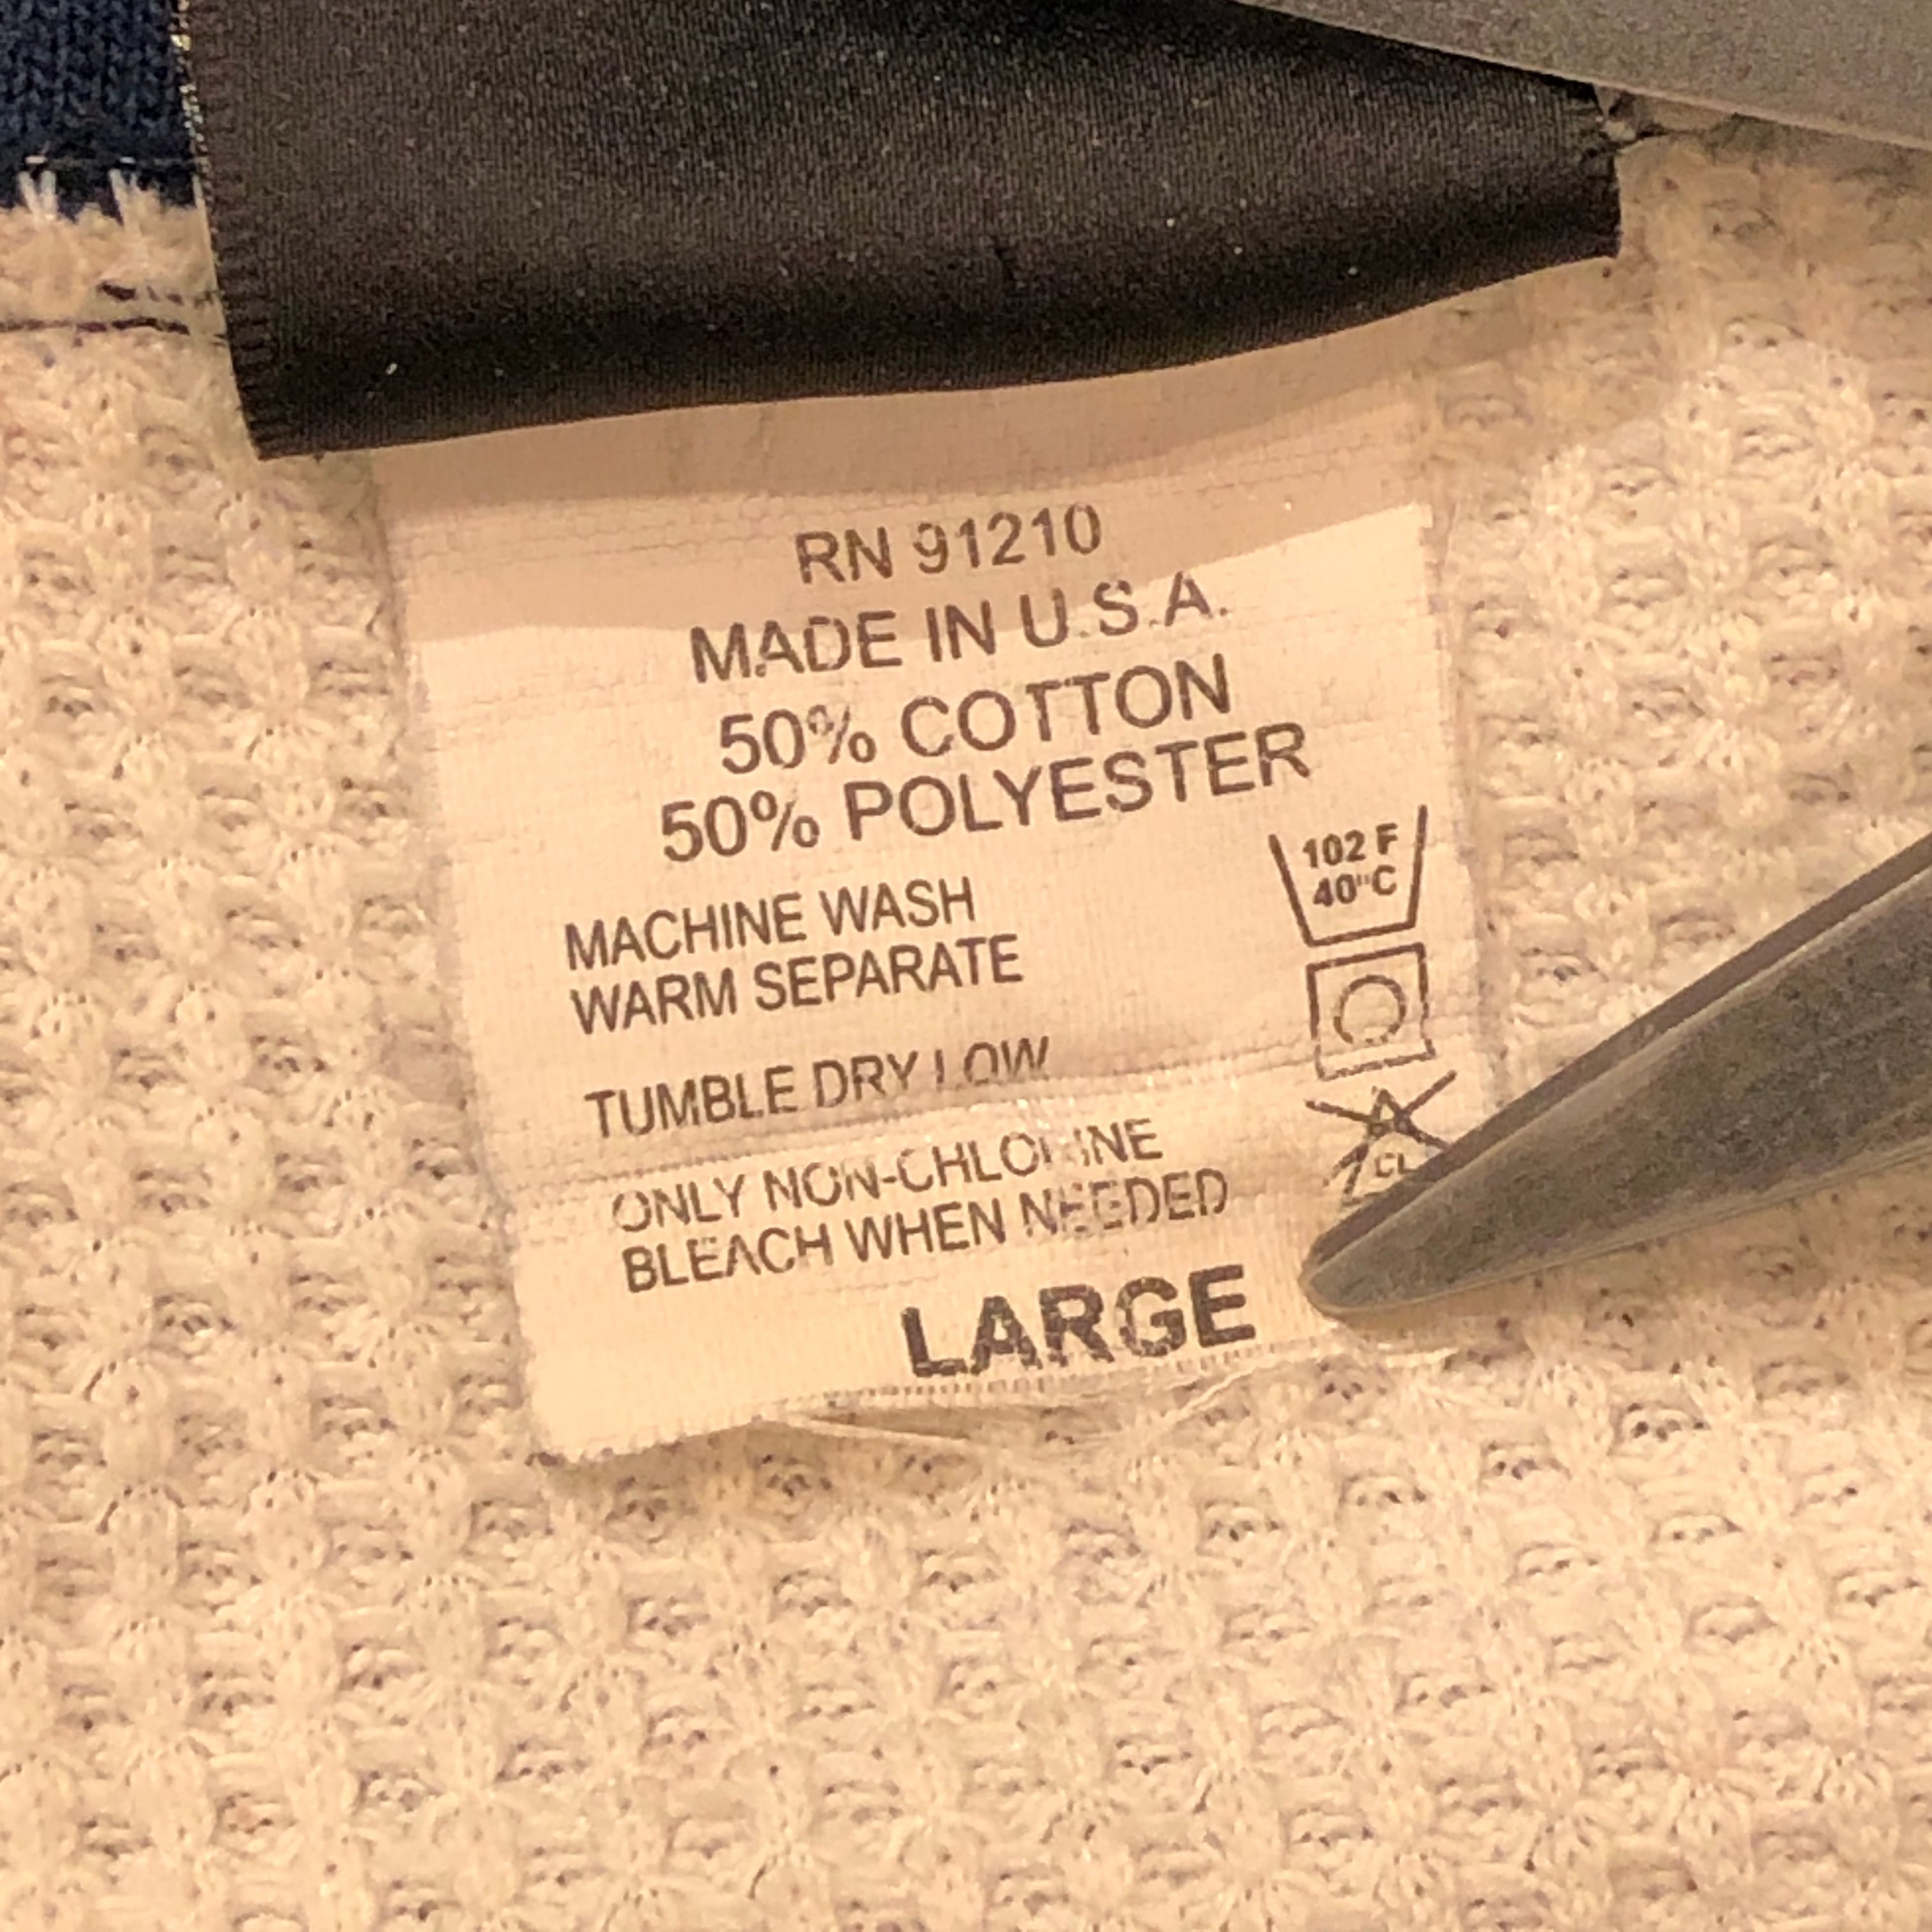 RN 91210
MADE IN U.S.A.
50% COTTON
50% POLYESTER
102 F
40°C
MACHINE WASH
WARM SEPARATE
TUMBLE DRY LOW
ONLY NON-CHLORINE
BLEACH WHEN NEEDED
CL
LARGE